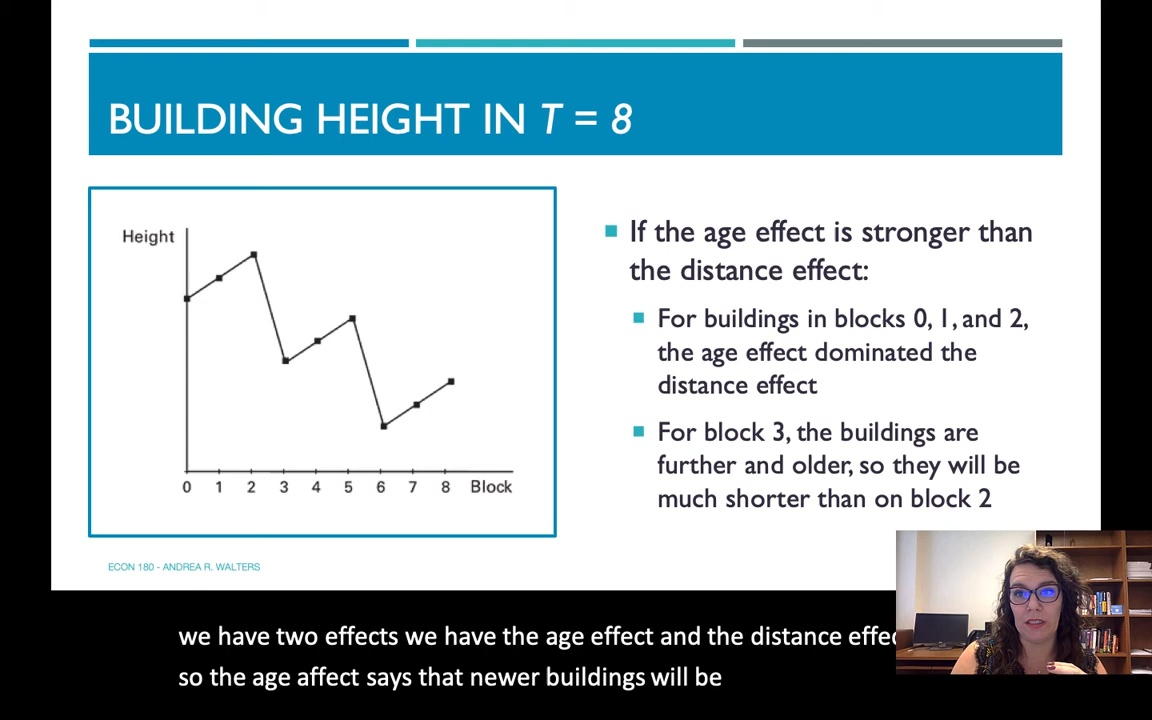 BUILDING HEIGHT IN T = 8
Height
0 1 2 3 4 5 6 7 8 Block
If the age effect is stronger than
the distance effect:
For buildings in blocks 0, 1, and 2,
the age effect dominated the
distance effect
For block 3, the buildings are
further and older, so they will be
much shorter than on block 2
ECON 180 - ANDREA R. WALTERS
we have two effects we have the age effect and the distance effec
so the age affect says that newer buildings will be